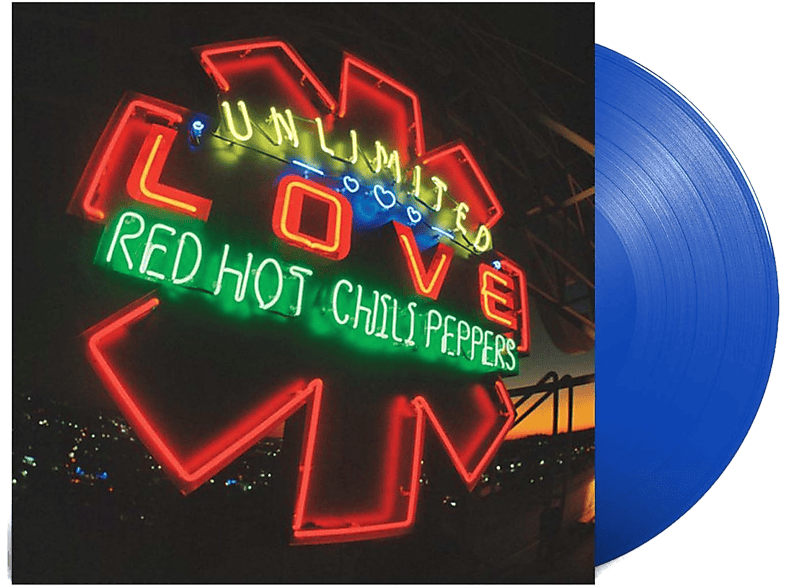 UNLIMITED
LOVE
RED HOT CHILI PEPPERS